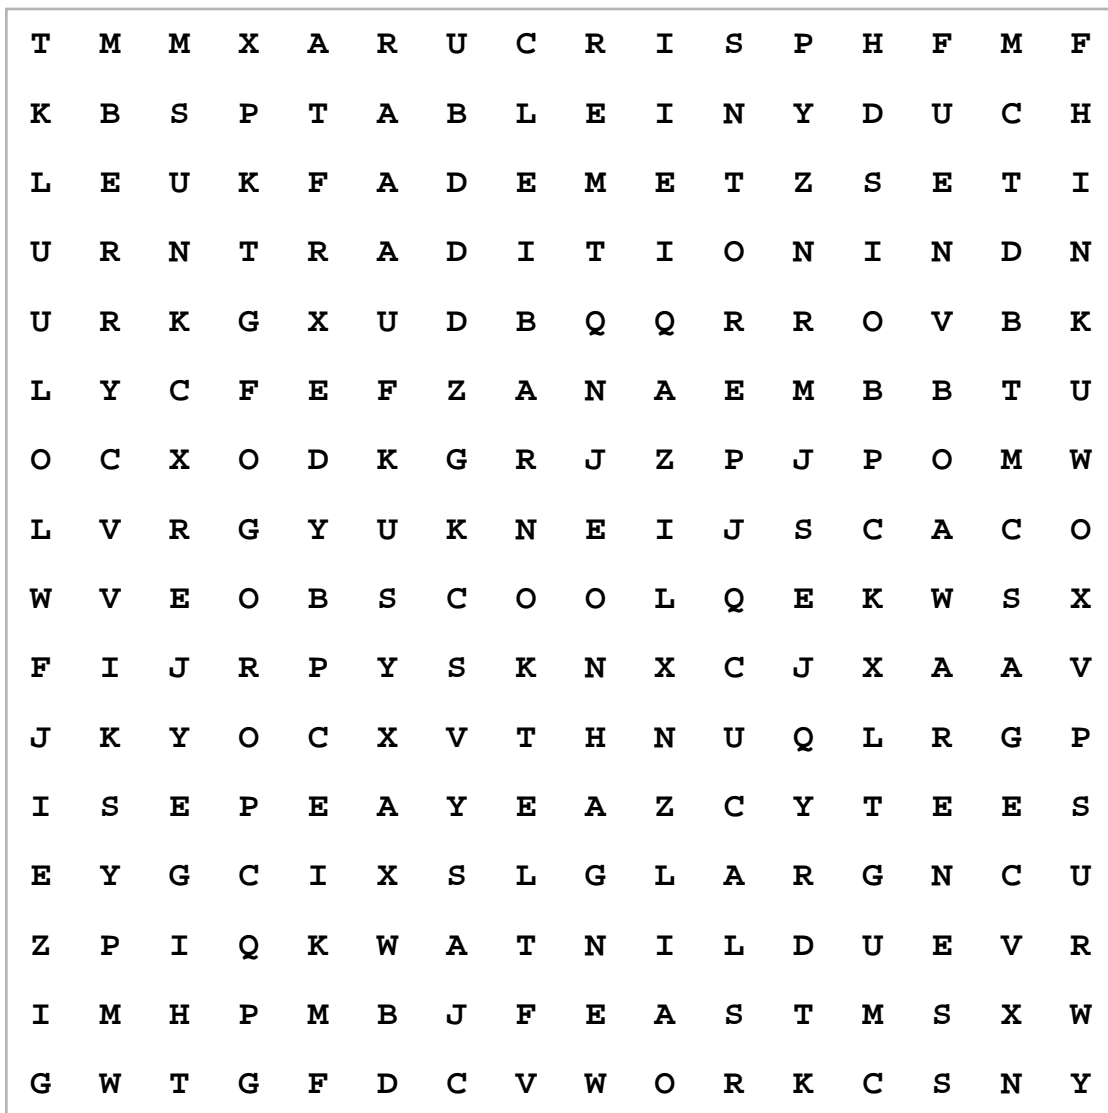 T M M X A R U C R I S P H F M F
K B S P T A B L E I N Y D U C H
L E U K F A D E M E T Z S E T I
U R N T R A D I T I O N I N D N
U R K G X U D B Q Q R R O V B K
L Y C F E F Z A N A E M B B T U
O C X O D K G R J Z P J P O M W
L V R G Y U K N E I J S C A C O
W V E O B S C O O L Q E K W S X
F I J R P Y S K N X C J X A A V
J K Y O C X V T H N U Q L R G P
I S E P E A Y E A Z C Y T E E S
E Y G C I X S L G L A R G N C U
Z P I Q K W A T N I L D U E V R
I M H P M B J F E A S T M S X W
G W T G F D C V W O R K C S N Y